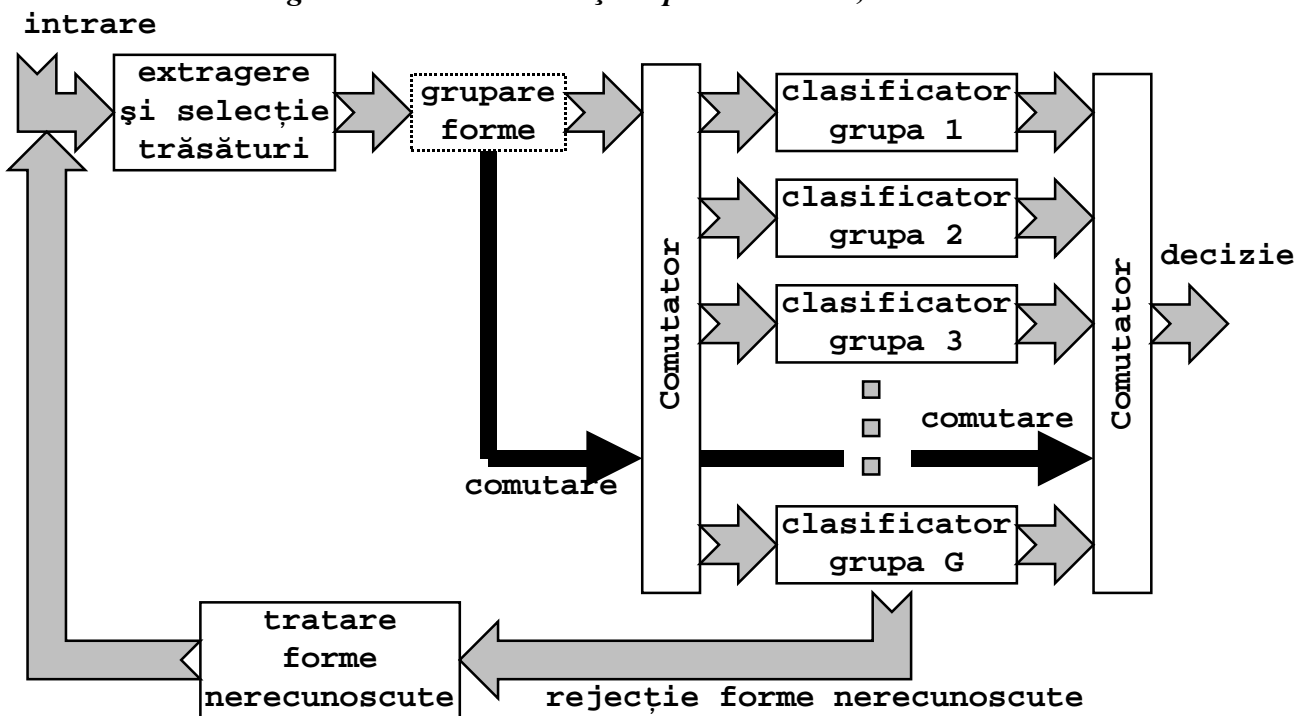 intrare
extragere
şi selecţie
trăsături
grupare
forme
Comutator
clasificator
grupa 1
clasificator
grupa 2
clasificator
grupa 3
comutare
comutare
clasificator
grupa G
Comutator
decizie
tratare
forme
nerecunoscute
rejecţie forme nerecunoscute